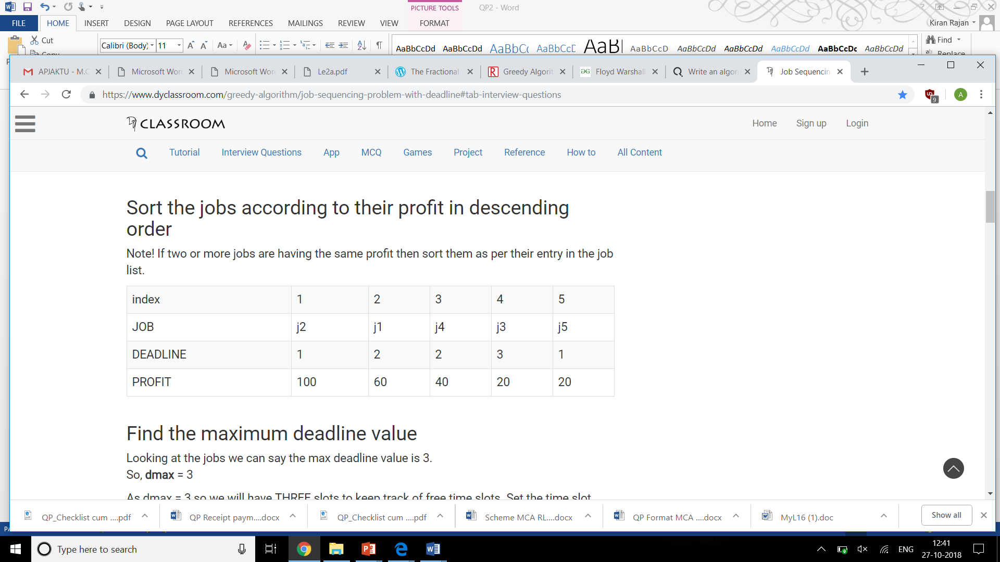 PICTURE TOOLS
QP2 - Word
FILE
HOME
INSERT
DESIGN
PAGE LAYOUT
REFERENCES
MAILINGS
REVIEW
VIEW
FORMAT
Kiran Rajan
Cut
Calibri (Body)
11
Aa
AaBbCcDd AaBbCcDd AaBbC AaBbCc AaBl AaBbCcD AaBbCcDd AaBbCcDd AaBbCcDd AaBbCcDc AaBbCcDd
Find
Replace
APJAKTU - M.C
Microsoft Wor
Microsoft Wor
Le2a.pdf
The Fractional
Greedy Algorit
Floyd Warshall
Write an algor
Job Sequencin
https://www.dyclassroom.com/greedy-algorithm/job-sequencing-problem-with-deadline#tab-interview-questions
9
A
CLASSROOM
Home
Sign up
Login
Tutorial
Interview Questions
App
MCQ
Games
Project
Reference
How to
All Content
Sort the jobs according to their profit in descending
order
Note! If two or more jobs are having the same profit then sort them as per their entry in the job
list.
index 1 2 3 4 5
JOB j2 j1 j4 j3 j5
DEADLINE 1 2 2 3 1
PROFIT 100 60 40 20 20
Find the maximum deadline value
Looking at the jobs we can say the max deadline value is 3.
So, dmax = 3
As dmax = 3 so we will have THREE slots to keep track of free time slots. Set the time slot
QP_Checklist cum ....pdf
QP Receipt paym....docx
QP_Checklist cum ....pdf
Scheme MCA RL....docx
QP Format MCA ....docx
MyL16 (1).doc
Show all
Type here to search
ENG
12:41
27-10-2018